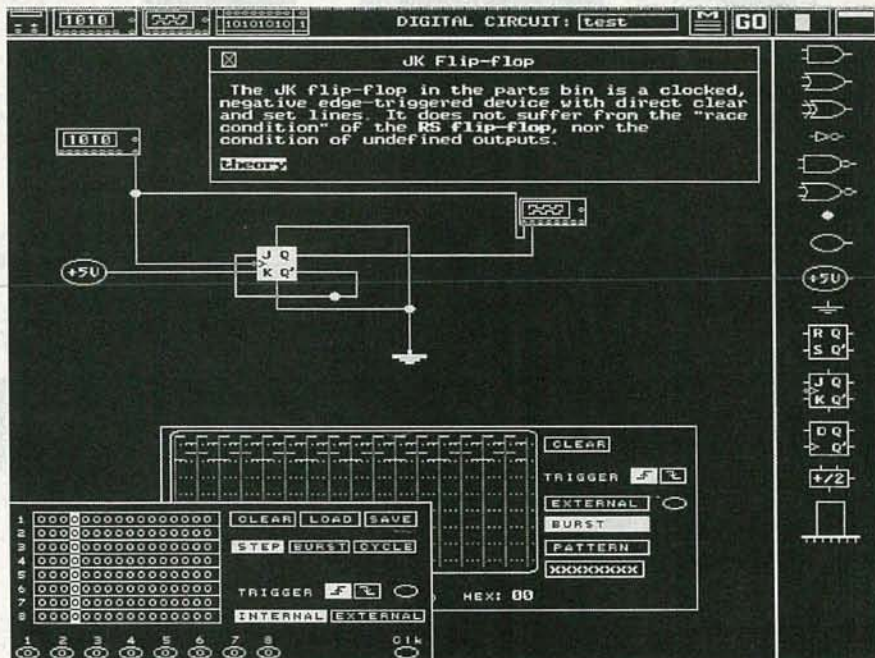 1010
10101010 1
DIGITAL CIRCUIT: test
M
GO
JK Flip-flop
The JK flip-flop in the parts bin is a clocked,
negative edge-triggered device with direct clear
and set lines. It does not suffer from the "race
condition" of the RS flip-flop, nor the
condition of undefined outputs.
theory
1010
J Q
K Q'
+5V
+5V
R Q
S Q'
J Q
K Q'
D Q
Q'
+/2
CLEAR
TRIGGER
EXTERNAL
BURST
PATTERN
XXXXXXXX
HEX: 00
1 0000000000000000
2 0000000000000000
3 0000000000000000
4 0000000000000000
5 0000000000000000
6 0000000000000000
7 0000000000000000
8 0000000000000000
CLEAR LOAD SAVE
STEP BURST CYCLE
TRIGGER
INTERNAL EXTERNAL
1 2 3 4 5 6 7 8 Clk